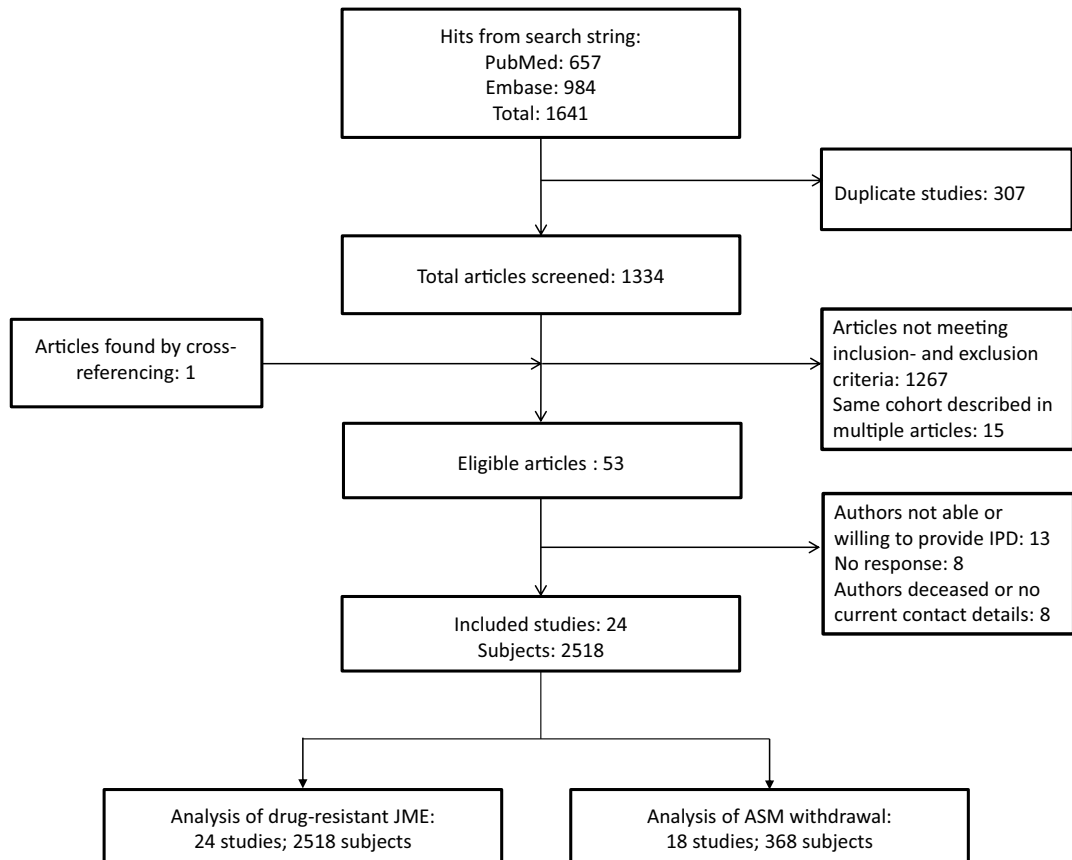 Hits from search string:
PubMed: 657
Embase: 984
Total: 1641
Duplicate studies: 307
Total articles screened: 1334
Articles found by cross-
referencing: 1
Articles not meeting
inclusion- and exclusion
criteria: 1267
Same cohort described in
multiple articles: 15
Eligible articles : 53
Authors not able or
willing to provide IPD: 13
No response: 8
Authors deceased or no
current contact details: 8
Included studies: 24
Subjects: 2518
Analysis of drug-resistant JME:
24 studies; 2518 subjects
Analysis of ASM withdrawal:
18 studies; 368 subjects